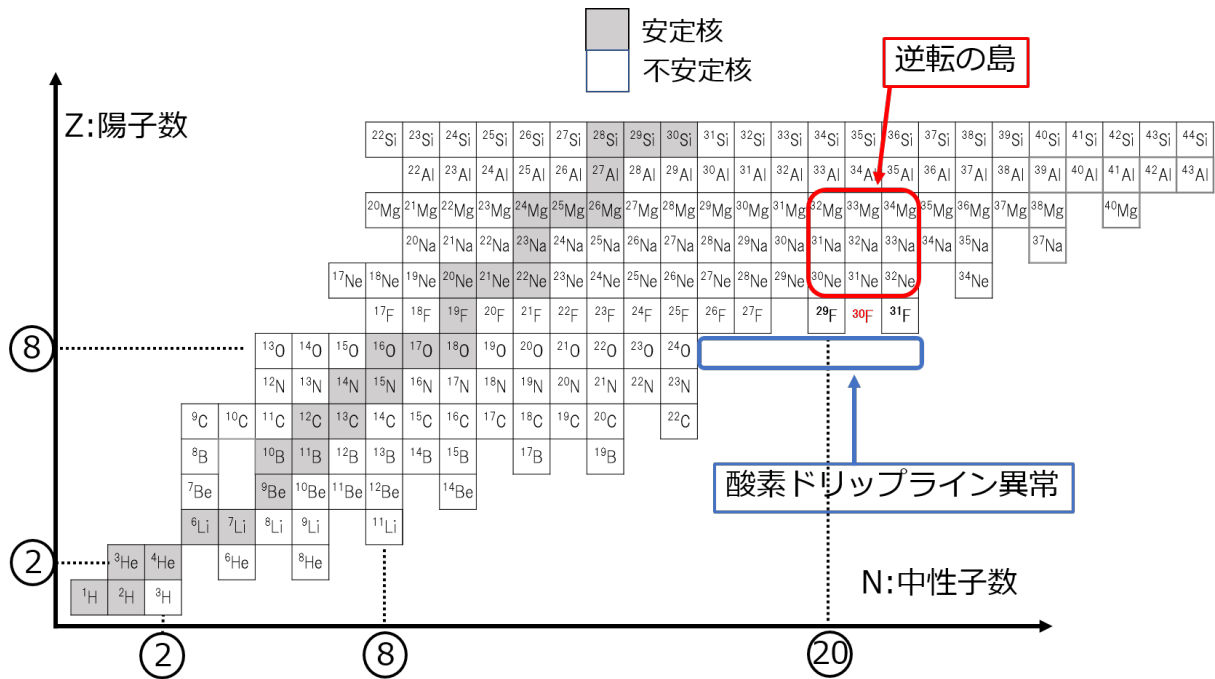 安定核
不安定核
逆転の島
Z:陽子数
²²Si ²³Si ²⁴Si ²⁵Si ²⁶Si ²⁷Si ²⁸Si ²⁹Si ³⁰Si ³¹Si ³²Si ³³Si ³⁴Si ³⁵Si ³⁶Si ³⁷Si ³⁸Si ³⁹Si ⁴⁰Si ⁴¹Si ⁴²Si ⁴³Si ⁴⁴Si
²²Al ²³Al ²⁴Al ²⁵Al ²⁶Al ²⁷Al ²⁸Al ²⁹Al ³⁰Al ³¹Al ³²Al ³³Al ³⁴Al ³⁵Al ³⁶Al ³⁷Al ³⁸Al ³⁹Al ⁴⁰Al ⁴¹Al ⁴²Al ⁴³Al
²⁰Mg ²¹Mg ²²Mg ²³Mg ²⁴Mg ²⁵Mg ²⁶Mg ²⁷Mg ²⁸Mg ²⁹Mg ³⁰Mg ³¹Mg ³²Mg ³³Mg ³⁴Mg ³⁵Mg ³⁶Mg ³⁷Mg ³⁸Mg ⁴⁰Mg
²⁰Na ²¹Na ²²Na ²³Na ²⁴Na ²⁵Na ²⁶Na ²⁷Na ²⁸Na ²⁹Na ³⁰Na ³¹Na ³²Na ³³Na ³⁴Na ³⁵Na ³⁷Na
¹⁷Ne ¹⁸Ne ¹⁹Ne ²⁰Ne ²¹Ne ²²Ne ²³Ne ²⁴Ne ²⁵Ne ²⁶Ne ²⁷Ne ²⁸Ne ²⁹Ne ³⁰Ne ³¹Ne ³²Ne ³⁴Ne
¹⁷F ¹⁸F ¹⁹F ²⁰F ²¹F ²²F ²³F ²⁴F ²⁵F ²⁶F ²⁷F ²⁹F ³⁰F ³¹F
8 ¹³O ¹⁴O ¹⁵O ¹⁶O ¹⁷O ¹⁸O ¹⁹O ²⁰O ²¹O ²²O ²³O ²⁴O
¹²N ¹³N ¹⁴N ¹⁵N ¹⁶N ¹⁷N ¹⁸N ¹⁹N ²⁰N ²¹N ²²N ²³N
⁹C ¹⁰C ¹¹C ¹²C ¹³C ¹⁴C ¹⁵C ¹⁶C ¹⁷C ¹⁸C ¹⁹C ²⁰C ²²C
⁸B ¹⁰B ¹¹B ¹²B ¹³B ¹⁴B ¹⁵B ¹⁷B ¹⁹B
酸素ドリップライン異常
⁷Be ⁹Be ¹⁰Be ¹¹Be ¹²Be ¹⁴Be
⁶Li ⁷Li ⁸Li ⁹Li ¹¹Li
2 ³He ⁴He ⁶He ⁸He
N:中性子数
¹H ²H ³H
2 8 20